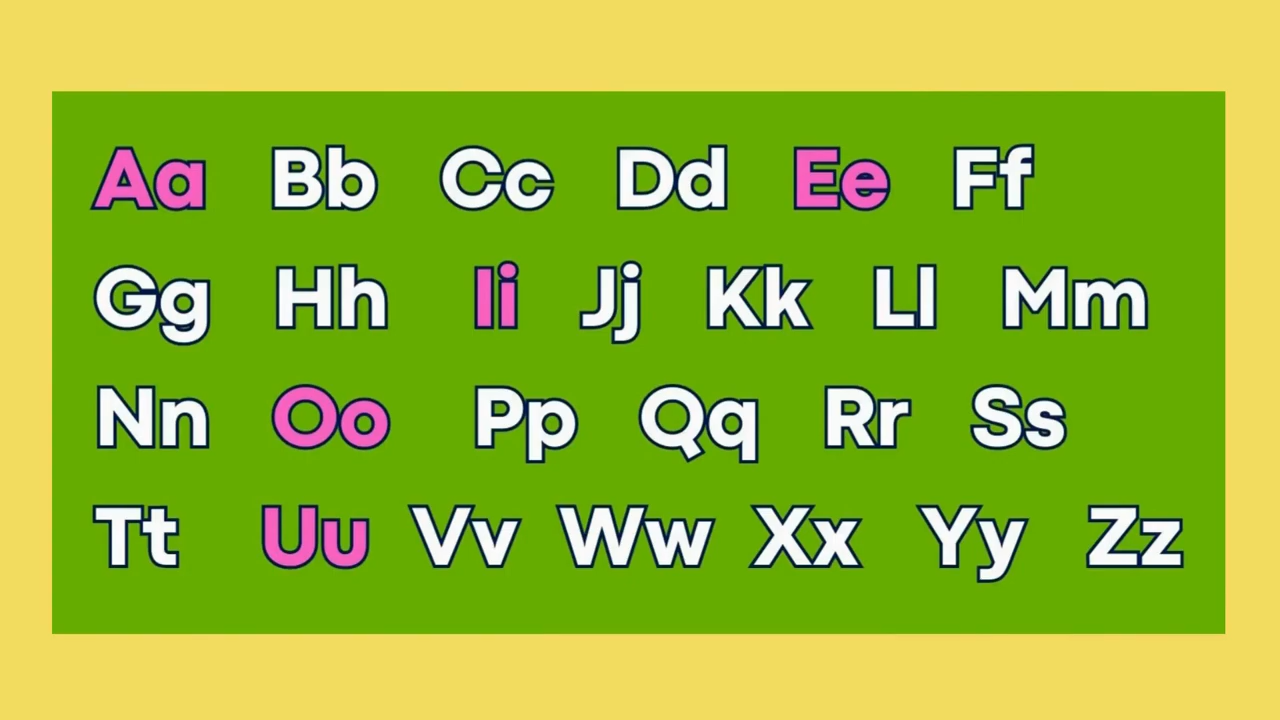 Aa Bb Cc Dd Ee Ff
Gg Hh Ii Jj Kk Ll Mm
Nn Oo Pp Qq Rr Ss
Tt Uu Vv Ww Xx Yy Zz